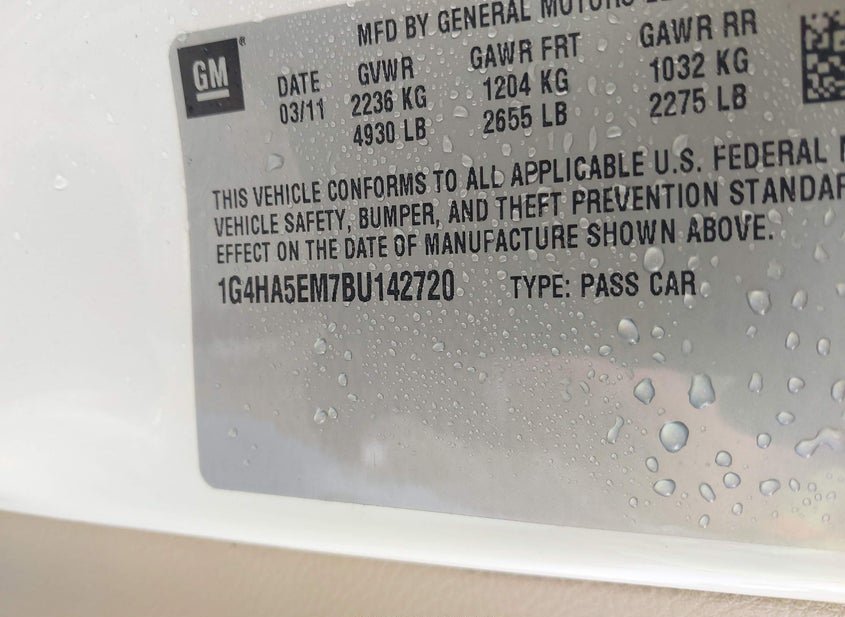 MFD BY GENERAL MOTORS
GM®
DATE GVWR GAWR FRT GAWR RR
03/11 2236 KG 1204 KG 1032 KG
4930 LB 2655 LB 2275 LB
THIS VEHICLE CONFORMS TO ALL APPLICABLE U.S. FEDERAL
VEHICLE SAFETY, BUMPER, AND THEFT PREVENTION STANDAR
EFFECT ON THE DATE OF MANUFACTURE SHOWN ABOVE.
1G4HA5EM7BU142720 TYPE: PASS CAR